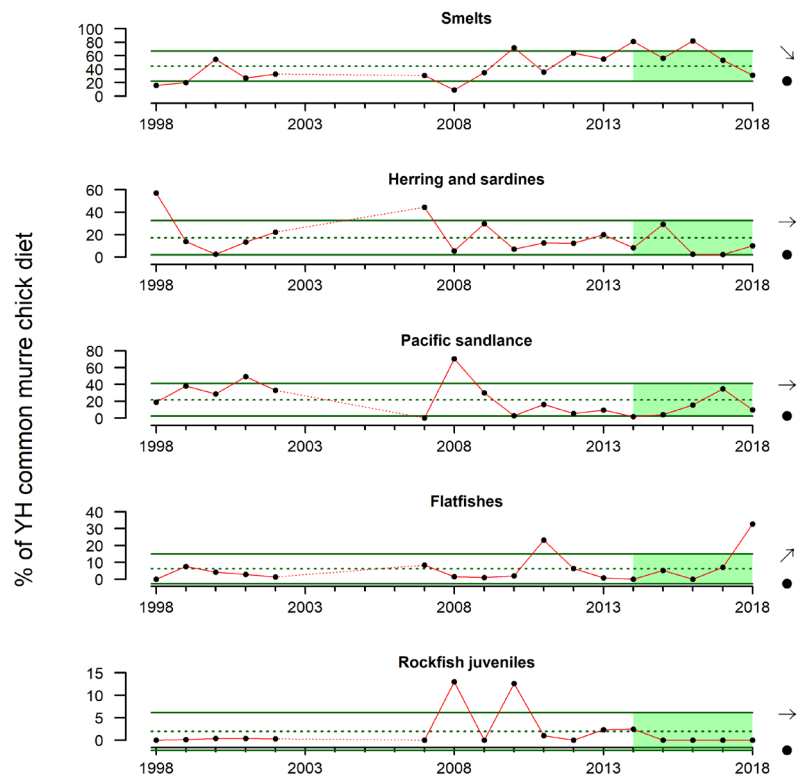 % of YH common murre chick diet
Smelts
100
80
60
40
20
0
1998 2003 2008 2013 2018
Herring and sardines
60
40
20
0
1998 2003 2008 2013 2018
Pacific sandlance
80
60
40
20
0
1998 2003 2008 2013 2018
Flatfishes
40
30
20
10
0
1998 2003 2008 2013 2018
Rockfish juveniles
15
10
5
0
1998 2003 2008 2013 2018